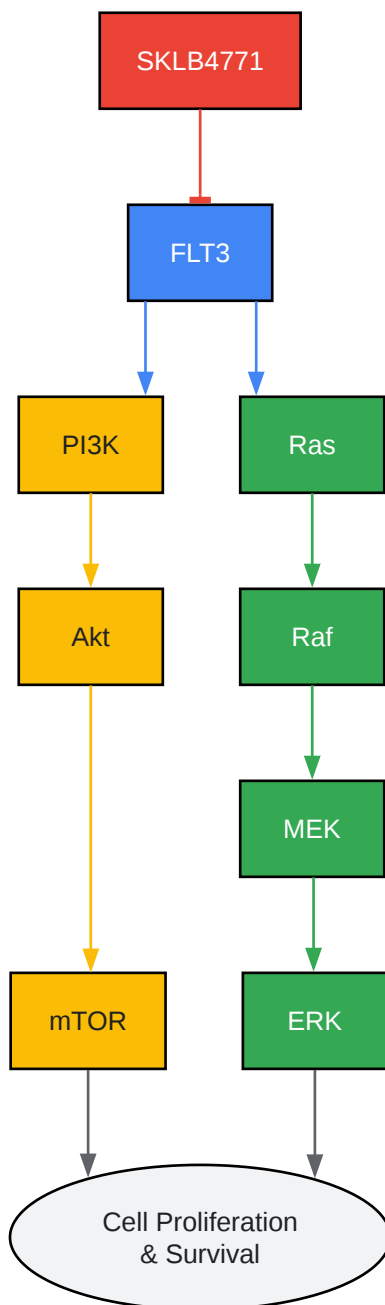 SKLB4771
FLT3
PI3K
Ras
Akt
Raf
MEK
mTOR
ERK
Cell Proliferation
& Survival